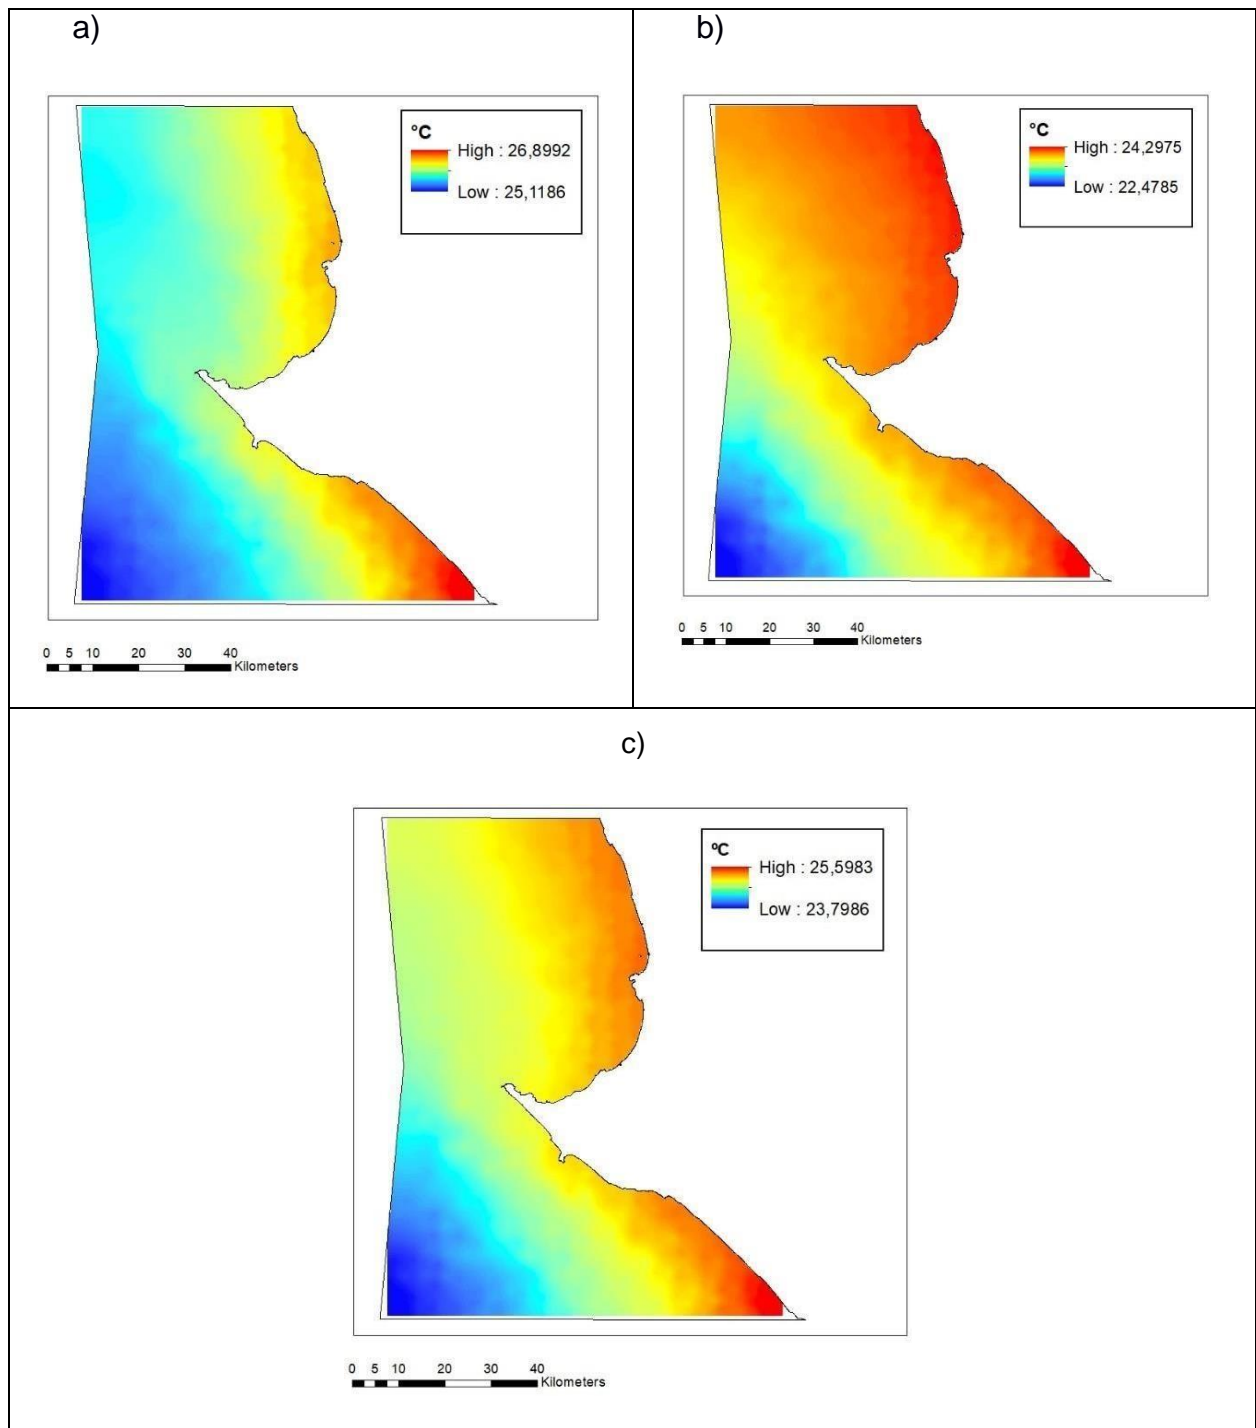 a)
°C
High : 26,8992
Low : 25,1186
0 5 10 20 30 40
Kilometers
b)
°C
High : 24,2975
Low : 22,4785
0 5 10 20 30 40
Kilometers
c)
ºC
High : 25,5983
Low : 23,7986
0 5 10 20 30 40
Kilometers